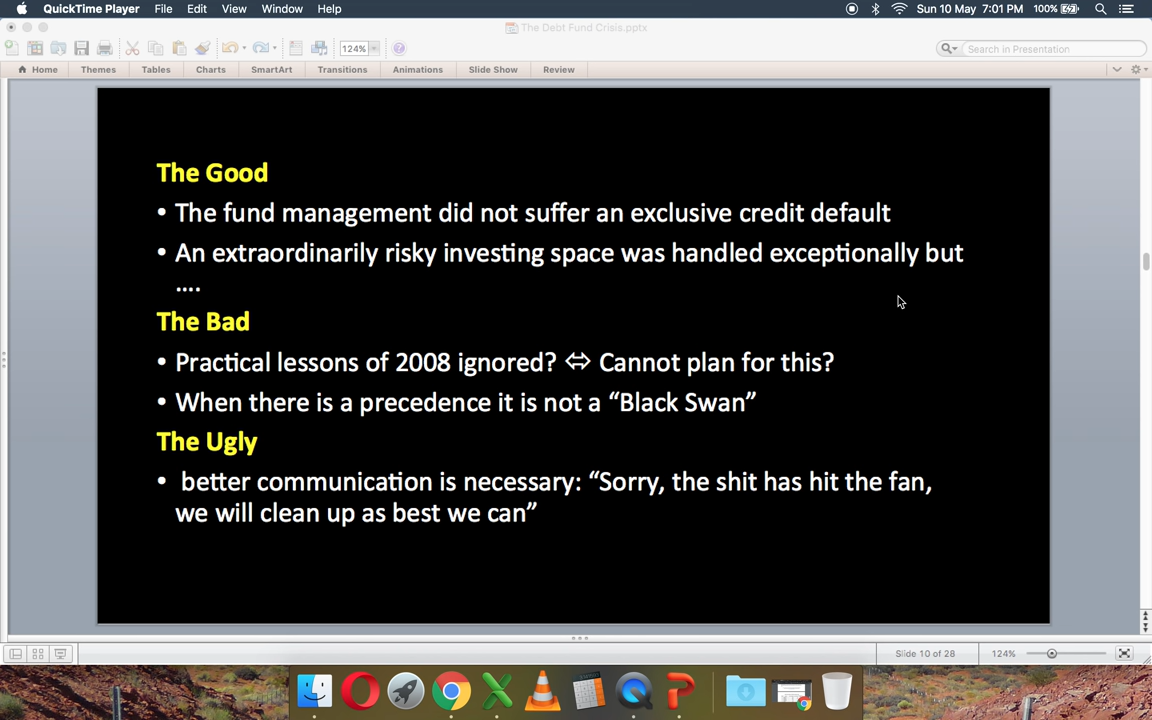 QuickTime Player File Edit View Window Help Sun 10 May 7:01 PM 100%
The Debt Fund Crisis.pptx
124% Search in Presentation
Home Themes Tables Charts SmartArt Transitions Animations Slide Show Review
The Good
• The fund management did not suffer an exclusive credit default
• An extraordinarily risky investing space was handled exceptionally but
....
The Bad
• Practical lessons of 2008 ignored? ⇔ Cannot plan for this?
• When there is a precedence it is not a “Black Swan”
The Ugly
• better communication is necessary: “Sorry, the shit has hit the fan,
we will clean up as best we can”
Slide 10 of 28 124%